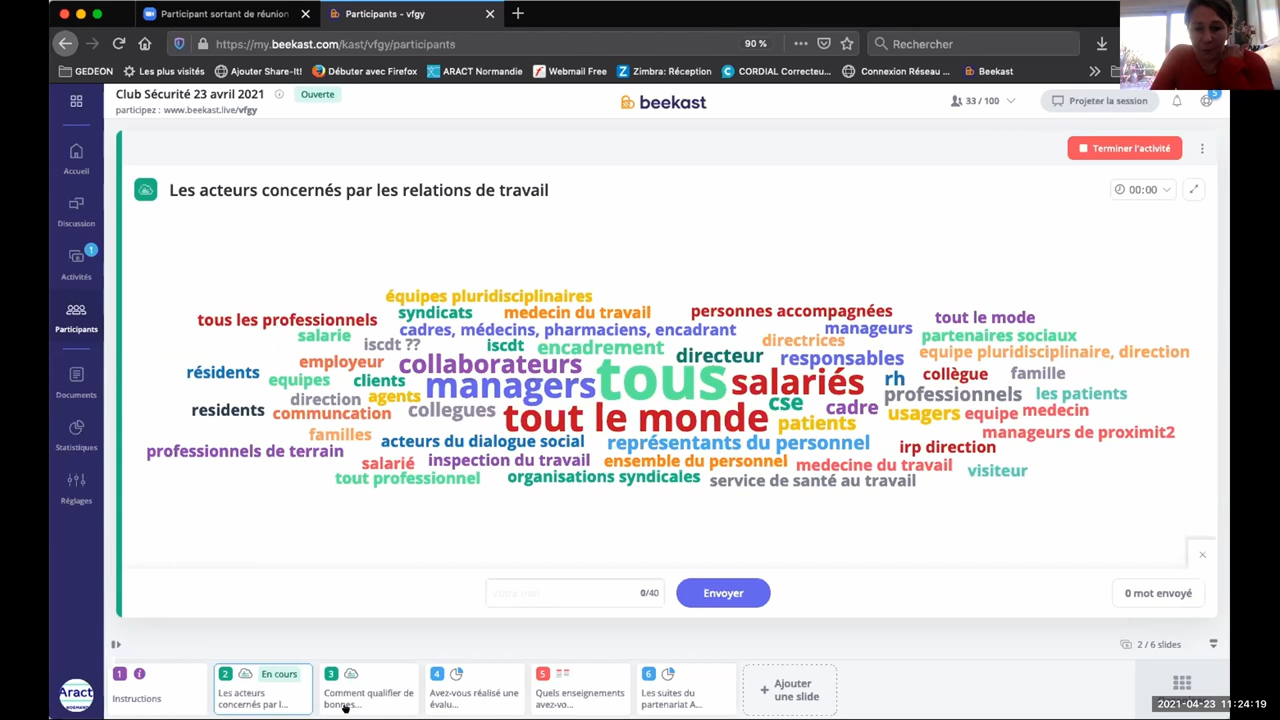 Participant sortant de réunion
Participants - vfgy
https://my.beekast.com/kast/vfgy/participants
90 %
Rechercher
GEDEON
Les plus visités
Ajouter Share-It!
Débuter avec Firefox
ARACT Normandie
Webmail Free
Zimbra: Réception
CORDIAL Correcteu...
Connexion Réseau ...
Beekast
Club Sécurité 23 avril 2021
Ouverte
participez : www.beekast.live/vfgy
beekast
33 / 100
Projeter la session
5
Accueil
Discussion
1
Activités
Participants
Documents
Statistiques
Réglages
Aract
Terminer l'activité
Les acteurs concernés par les relations de travail
00:00
équipes pluridisciplinaires
tous les professionnels
syndicats
medecin du travail
personnes accompagnées
tout le mode
salarie
iscdt ??
cadres, médecins, pharmaciens, encadrant
manageurs
partenaires sociaux
employeur
iscdt
encadrement
directrices
directeur
responsables
equipe pluridisciplinaire, direction
résidents
equipes
clients
collaborateurs
managers
tous
salariés
rh
collègue
famille
direction
agents
professionnels
les patients
residents
communcation
collegues
tout le monde
cse
cadre
patients
usagers
equipe
medecin
familles
acteurs du dialogue social
représentants du personnel
irp direction
manageurs de proximit2
professionnels de terrain
salarié
inspection du travail
ensemble du personnel
medecine du travail
visiteur
tout professionnel
organisations syndicales
service de santé au travail
votre mot
0/40
Envoyer
0 mot envoyé
2 / 6 slides
1
Instructions
2
En cours
Les acteurs
concernés par l...
3
Comment qualifier de
bonnes...
4
Avez-vous réalisé une
évalu...
5
Quels enseignements
avez-vo...
6
Les suites du
partenariat A...
Ajouter
une slide
2021-04-23 11:24:19